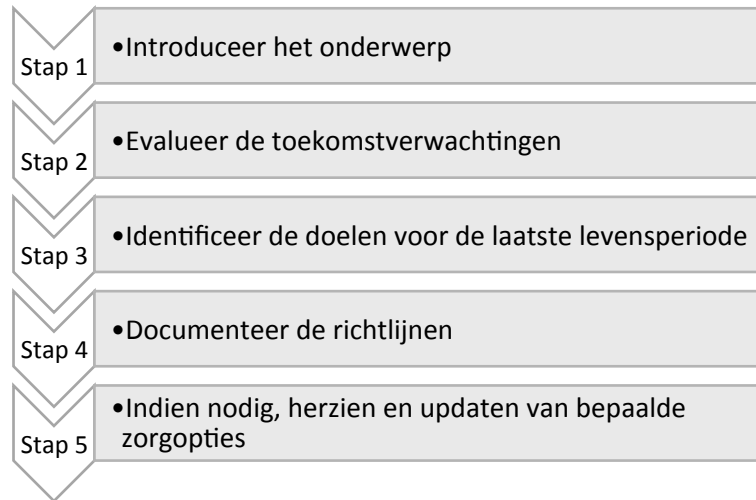 Stap 1
•Introduceer het onderwerp
Stap 2
•Evalueer de toekomstverwachtingen
Stap 3
•Identificeer de doelen voor de laatste levensperiode
Stap 4
•Documenteer de richtlijnen
Stap 5
•Indien nodig, herzien en updaten van bepaalde
zorgopties